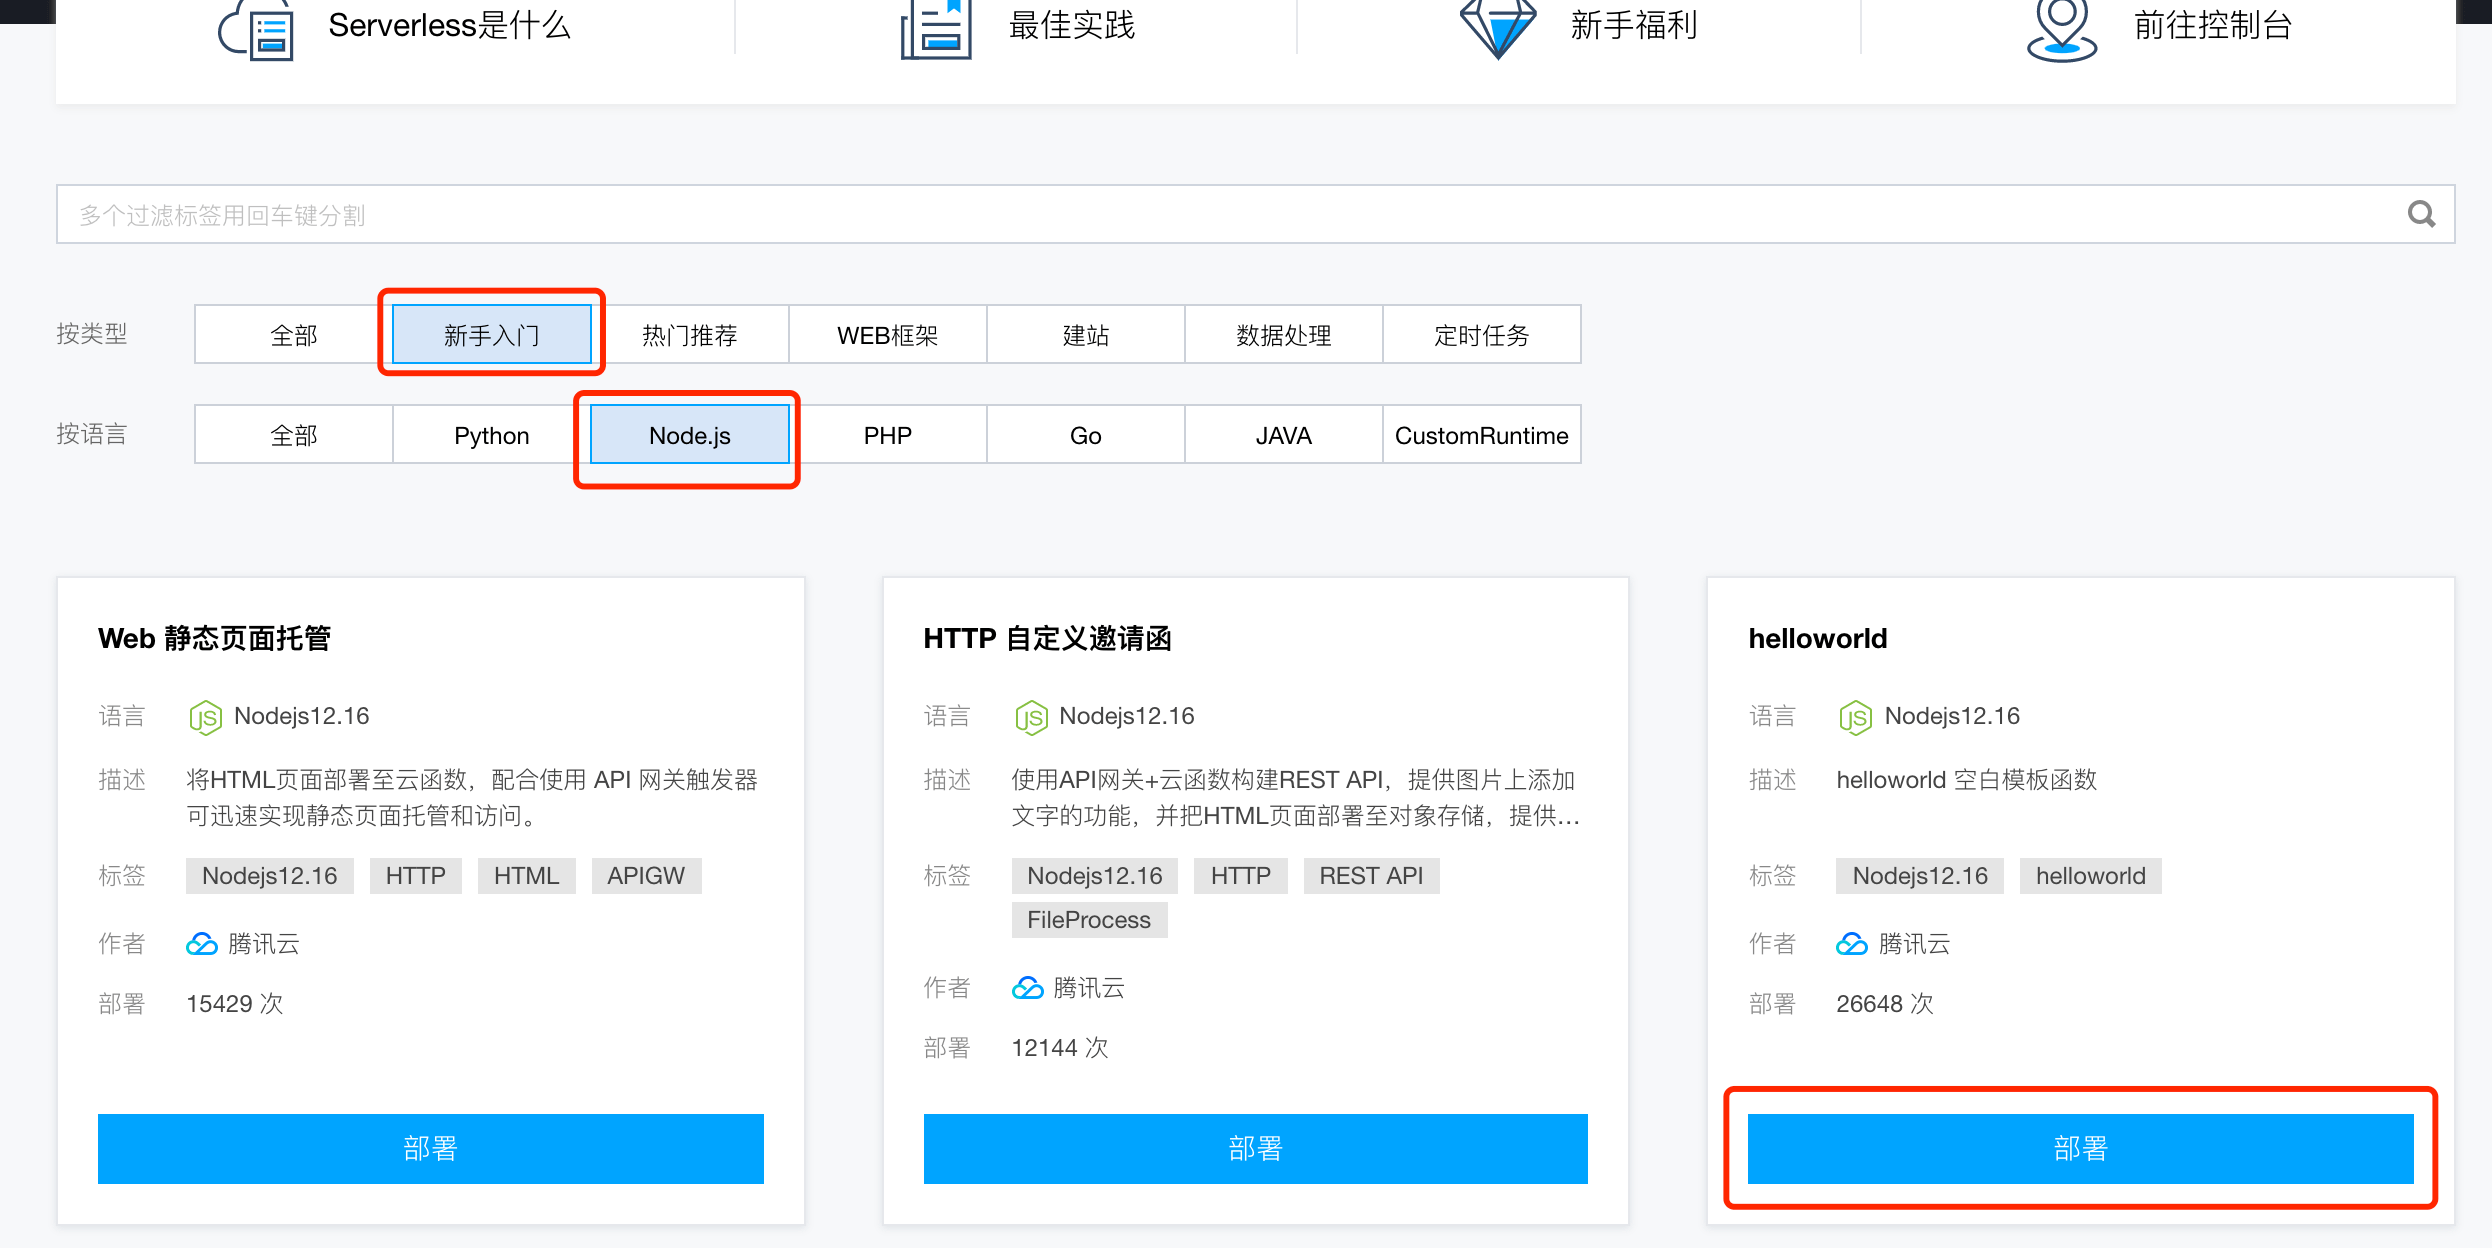 Serverless是什么
最佳实践
新手福利
前往控制台
多个过滤标签用回车键分割
按类型 全部 新手入门 热门推荐 WEB框架 建站 数据处理 定时任务
按语言 全部 Python Node.js PHP Go JAVA CustomRuntime
Web 静态页面托管
语言 JS Nodejs12.16
描述 将HTML页面部署至云函数，配合使用 API 网关触发器
可迅速实现静态页面托管和访问。
标签 Nodejs12.16 HTTP HTML APIGW
作者 腾讯云
部署 15429 次
部署
HTTP 自定义邀请函
语言 JS Nodejs12.16
描述 使用API网关+云函数构建REST API，提供图片上添加
文字的功能，并把HTML页面部署至对象存储，提供...
标签 Nodejs12.16 HTTP REST API
FileProcess
作者 腾讯云
部署 12144 次
部署
helloworld
语言 JS Nodejs12.16
描述 helloworld 空白模板函数
标签 Nodejs12.16 helloworld
作者 腾讯云
部署 26648 次
部署